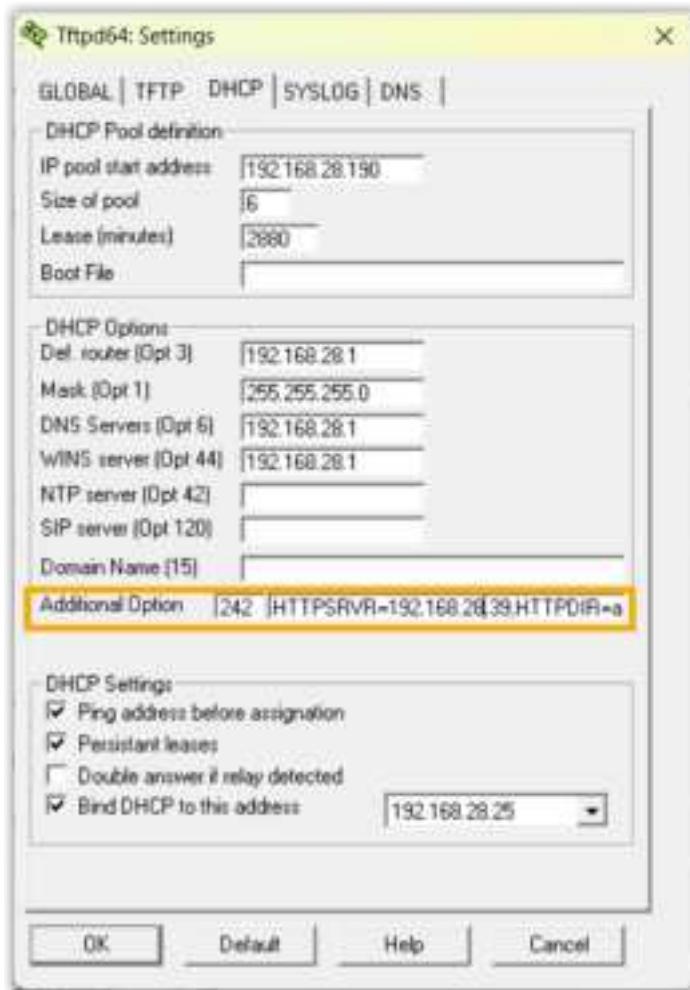 Tftpd64: Settings
GLOBAL | TFTP DHCP | SYSLOG | DNS |
DHCP Pool definition
IP pool start address 192.168.28.190
Size of pool 6
Lease (minutes) 2880
Boot File
DHCP Options
Def. router (Opt 3) 192.168.28.1
Mask (Opt 1) 255.255.255.0
DNS Servers (Opt 6) 192.168.28.1
WINS server (Opt 44) 192.168.28.1
NTP server (Opt 42)
SIP server (Opt 120)
Domain Name (15)
Additional Option 242 HTTPSRVR=192.168.28.39,HTTPDIR=a
DHCP Settings
Ping address before assignation
Persistant leases
Double answer if relay detected
Bind DHCP to this address 192.168.28.25
OK Default Help Cancel